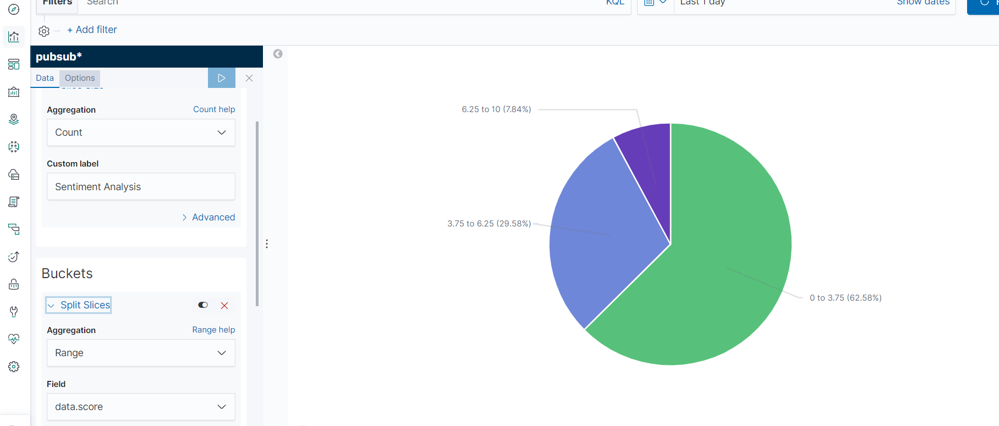 Filters Search KQL Last 1 day Show dates
+ Add filter
pubsub*
Data Options
Slice Size
Aggregation Count help
Count
Custom label
Sentiment Analysis
Advanced
Buckets
Split Slices
Aggregation Range help
Range
Field
data.score
6.25 to 10 (7.84%)
3.75 to 6.25 (29.58%)
0 to 3.75 (62.58%)